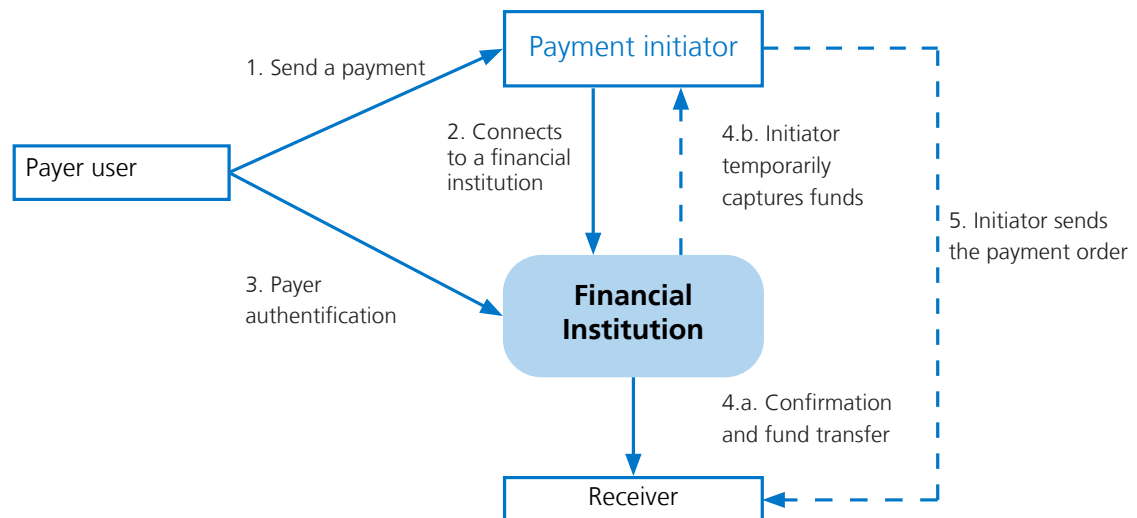 Payment initiator
1. Send a payment
2. Connects
to a financial
institution
4.b. Initiator
temporarily
captures funds
Payer user
5. Initiator sends
the payment order
3. Payer
authentification
Financial
Institution
4.a. Confirmation
and fund transfer
Receiver